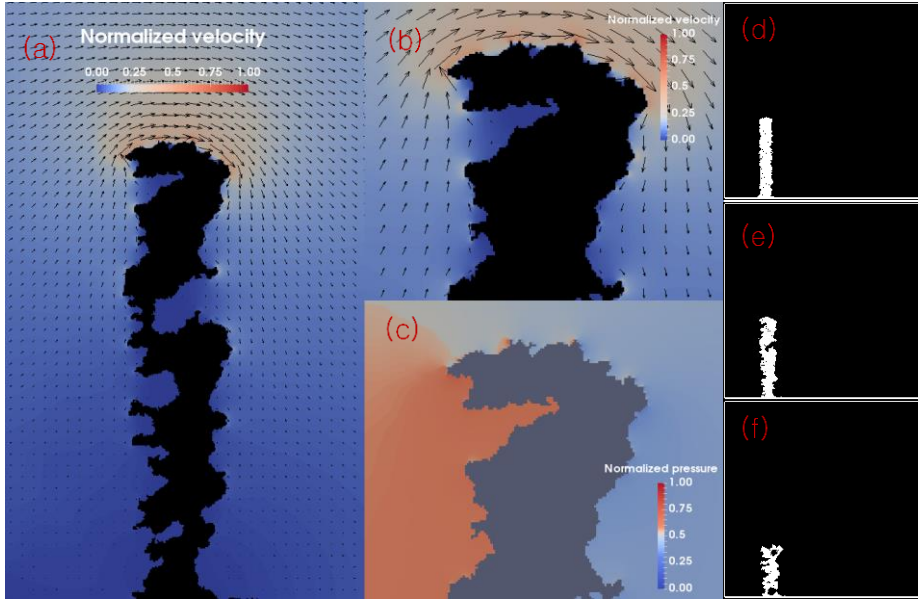 (a)
Normalized velocity
0.00 0.25 0.50 0.75 1.00
(b)
Normalized velocity
1.00
0.75
0.5
0.25
0.00
(c)
Normalized pressure
1.00
0.75
0.5
0.25
0.00
(d)
(e)
(f)